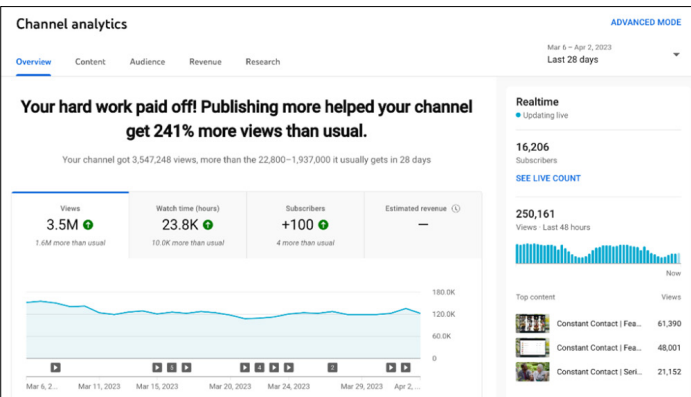 Channel analytics
ADVANCED MODE
Mar 6 – Apr 2, 2023
Last 28 days
Overview
Content
Audience
Revenue
Research
Your hard work paid off! Publishing more helped your channel
get 241% more views than usual.
Your channel got 3,547,248 views, more than the 22,800–1,937,000 it usually gets in 28 days
Views
3.5M
1.6M more than usual
Watch time (hours)
23.8K
10.0K more than usual
Subscribers
+100
4 more than usual
Estimated revenue
—
180.0K
120.0K
60.0K
0
6
4
2
Mar 6, 2...
Mar 11, 2023
Mar 15, 2023
Mar 20, 2023
Mar 24, 2023
Mar 29, 2023
Apr 2,...
Realtime
Updating live
16,206
Subscribers
SEE LIVE COUNT
250,161
Views · Last 48 hours
Now
Top content
Views
Constant Contact | Fea...
61,390
Constant Contact | Fea...
48,001
Constant Contact | Seri...
21,152